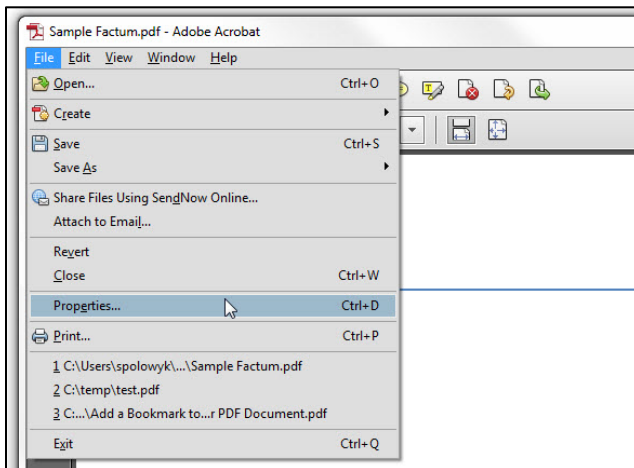 Sample Factum.pdf - Adobe Acrobat
File Edit View Window Help
Open... Ctrl+O
Create
Save Ctrl+S
Save As
Share Files Using SendNow Online...
Attach to Email...
Revert
Close Ctrl+W
Properties... Ctrl+D
Print... Ctrl+P
1 C:\Users\spolowyk\...\Sample Factum.pdf
2 C:\temp\test.pdf
3 C:...\Add a Bookmark to...r PDF Document.pdf
Exit Ctrl+Q